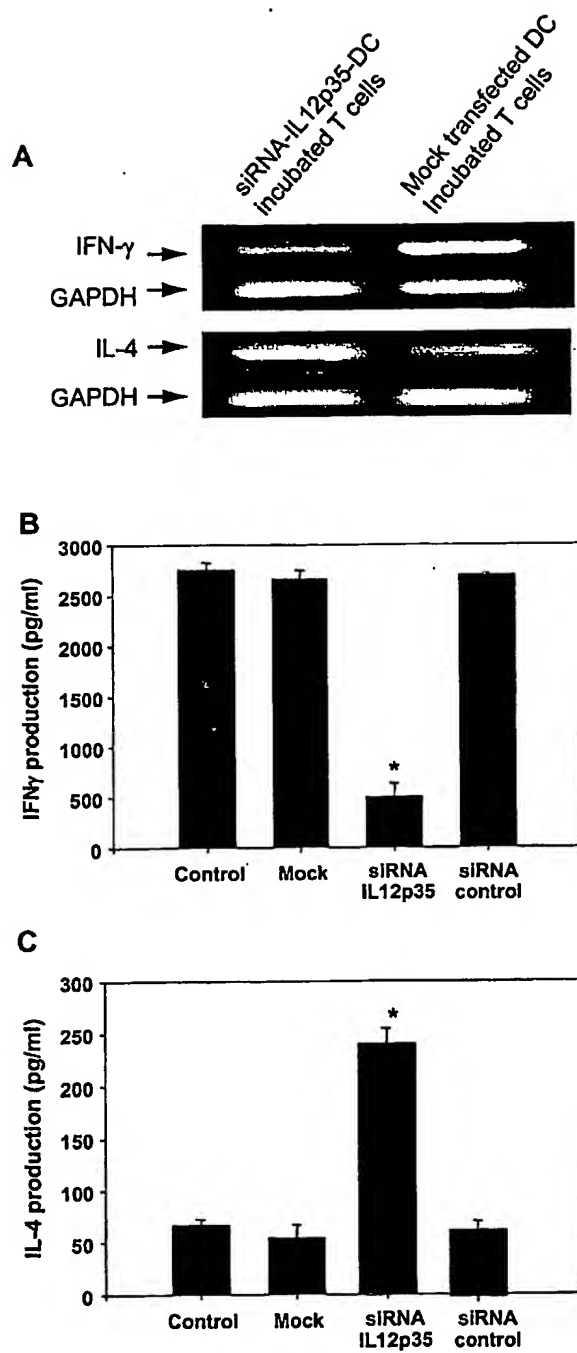 A
siRNA-IL12p35-DC
incubated T cells
Mock transfected DC
Incubated T cells
IFN-γ
GAPDH
IL-4
GAPDH
B
IFNγ production (pg/ml)
3000
2500
2000
1500
1000
500
0
*
Control
Mock
siRNA
IL12p35
siRNA
control
C
IL-4 production (pg/ml)
300
250
200
150
100
50
0
*
Control
Mock
siRNA
IL12p35
siRNA
control